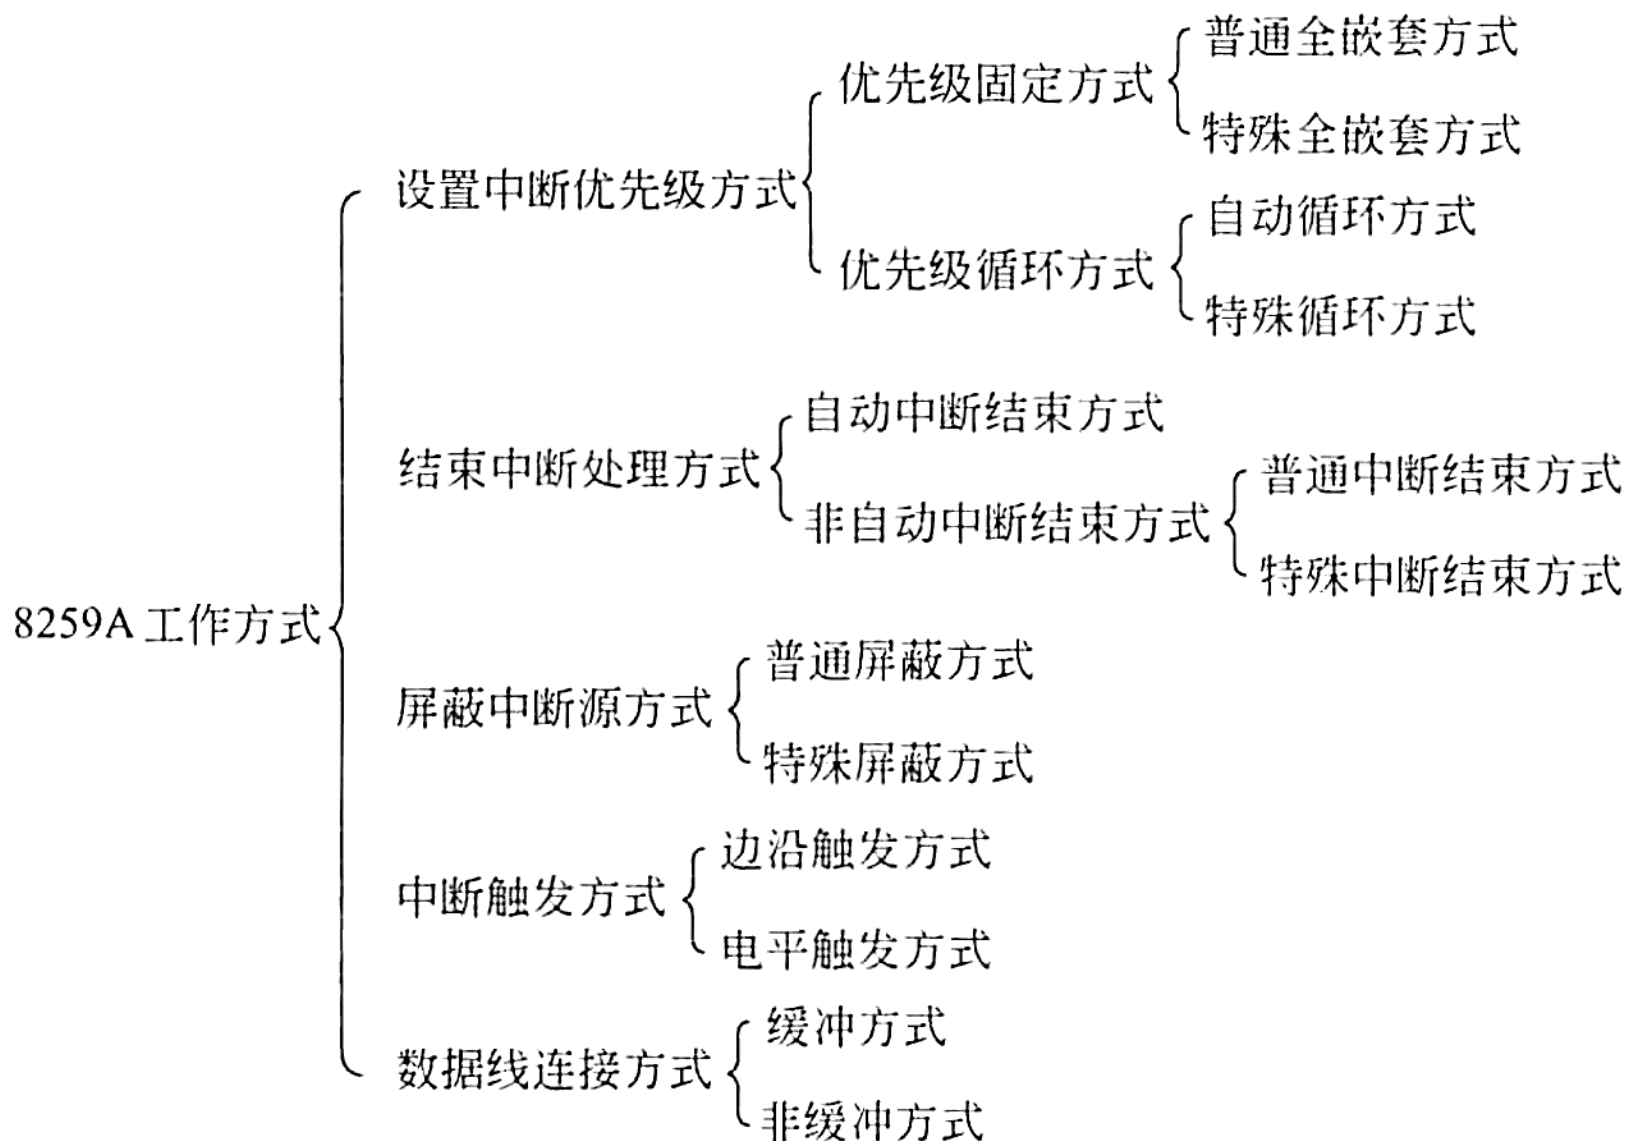 8259A工作方式
设置中断优先级方式
优先级固定方式
普通全嵌套方式
特殊全嵌套方式
优先级循环方式
自动循环方式
特殊循环方式
结束中断处理方式
自动中断结束方式
非自动中断结束方式
普通中断结束方式
特殊中断结束方式
屏蔽中断源方式
普通屏蔽方式
特殊屏蔽方式
中断触发方式
边沿触发方式
电平触发方式
数据线连接方式
缓冲方式
非缓冲方式